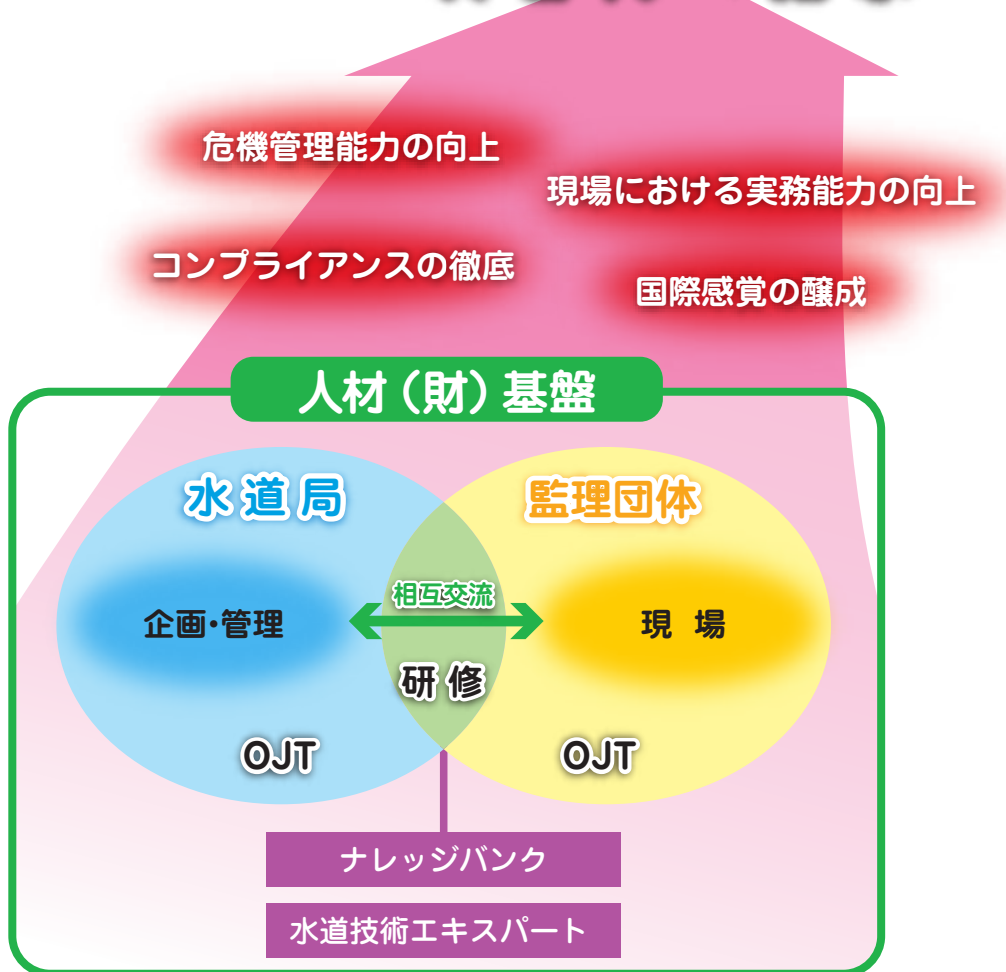 危機管理能力の向上
現場における実務能力の向上
コンプライアンスの徹底
国際感覚の醸成
人材（財）基盤
水道局
監理団体
相互交流
企画・管理
現場
研修
OJT
OJT
ナレッジバンク
水道技術エキスパート